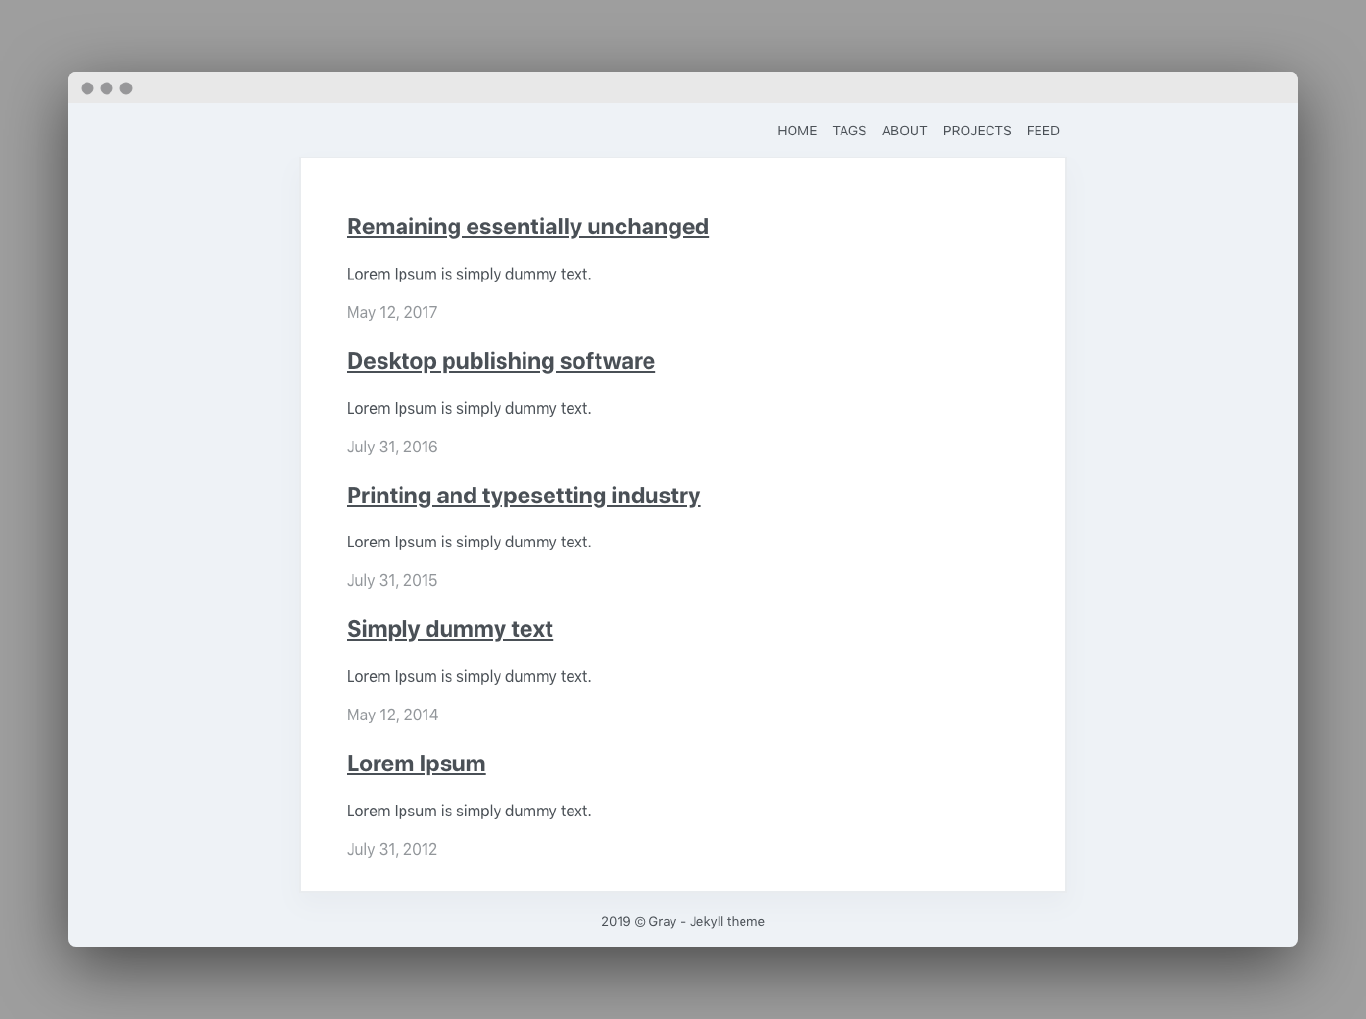 HOME TAGS ABOUT PROJECTS FEED
Remaining essentially unchanged
Lorem Ipsum is simply dummy text.
May 12, 2017
Desktop publishing software
Lorem Ipsum is simply dummy text.
July 31, 2016
Printing and typesetting industry
Lorem Ipsum is simply dummy text.
July 31, 2015
Simply dummy text
Lorem Ipsum is simply dummy text.
May 12, 2014
Lorem Ipsum
Lorem Ipsum is simply dummy text.
July 31, 2012
2019 © Gray - Jekyll theme